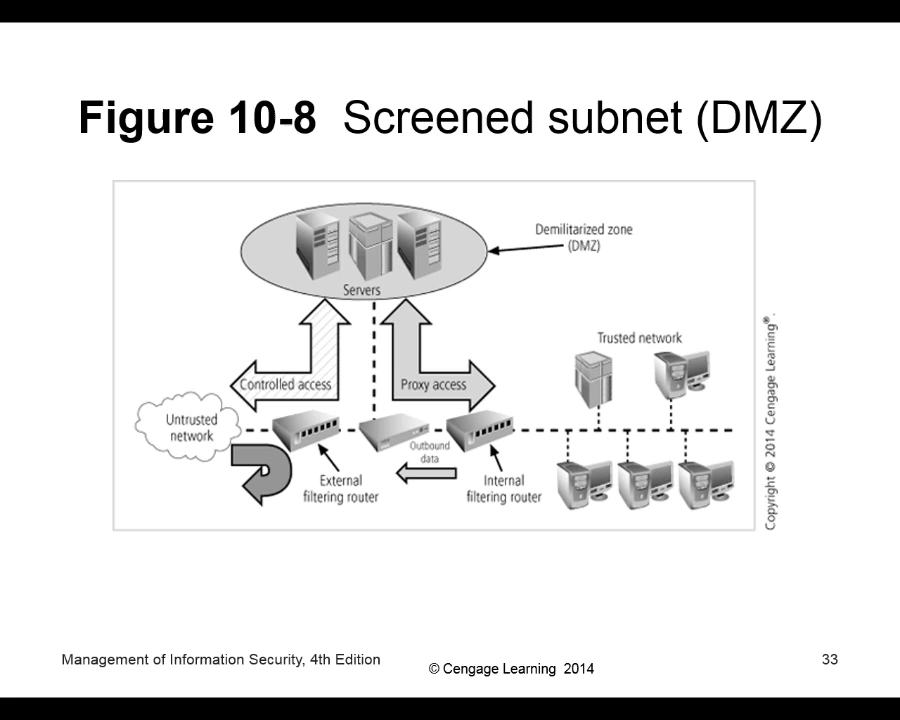 Figure 10-8 Screened subnet (DMZ)
Demilitarized zone
(DMZ)
Servers
Controlled access
Proxy access
Trusted network
Untrusted
network
Outbound
data
External
filtering router
Internal
filtering router
Copyright © 2014 Cengage Learning®.
Management of Information Security, 4th Edition
© Cengage Learning 2014
33